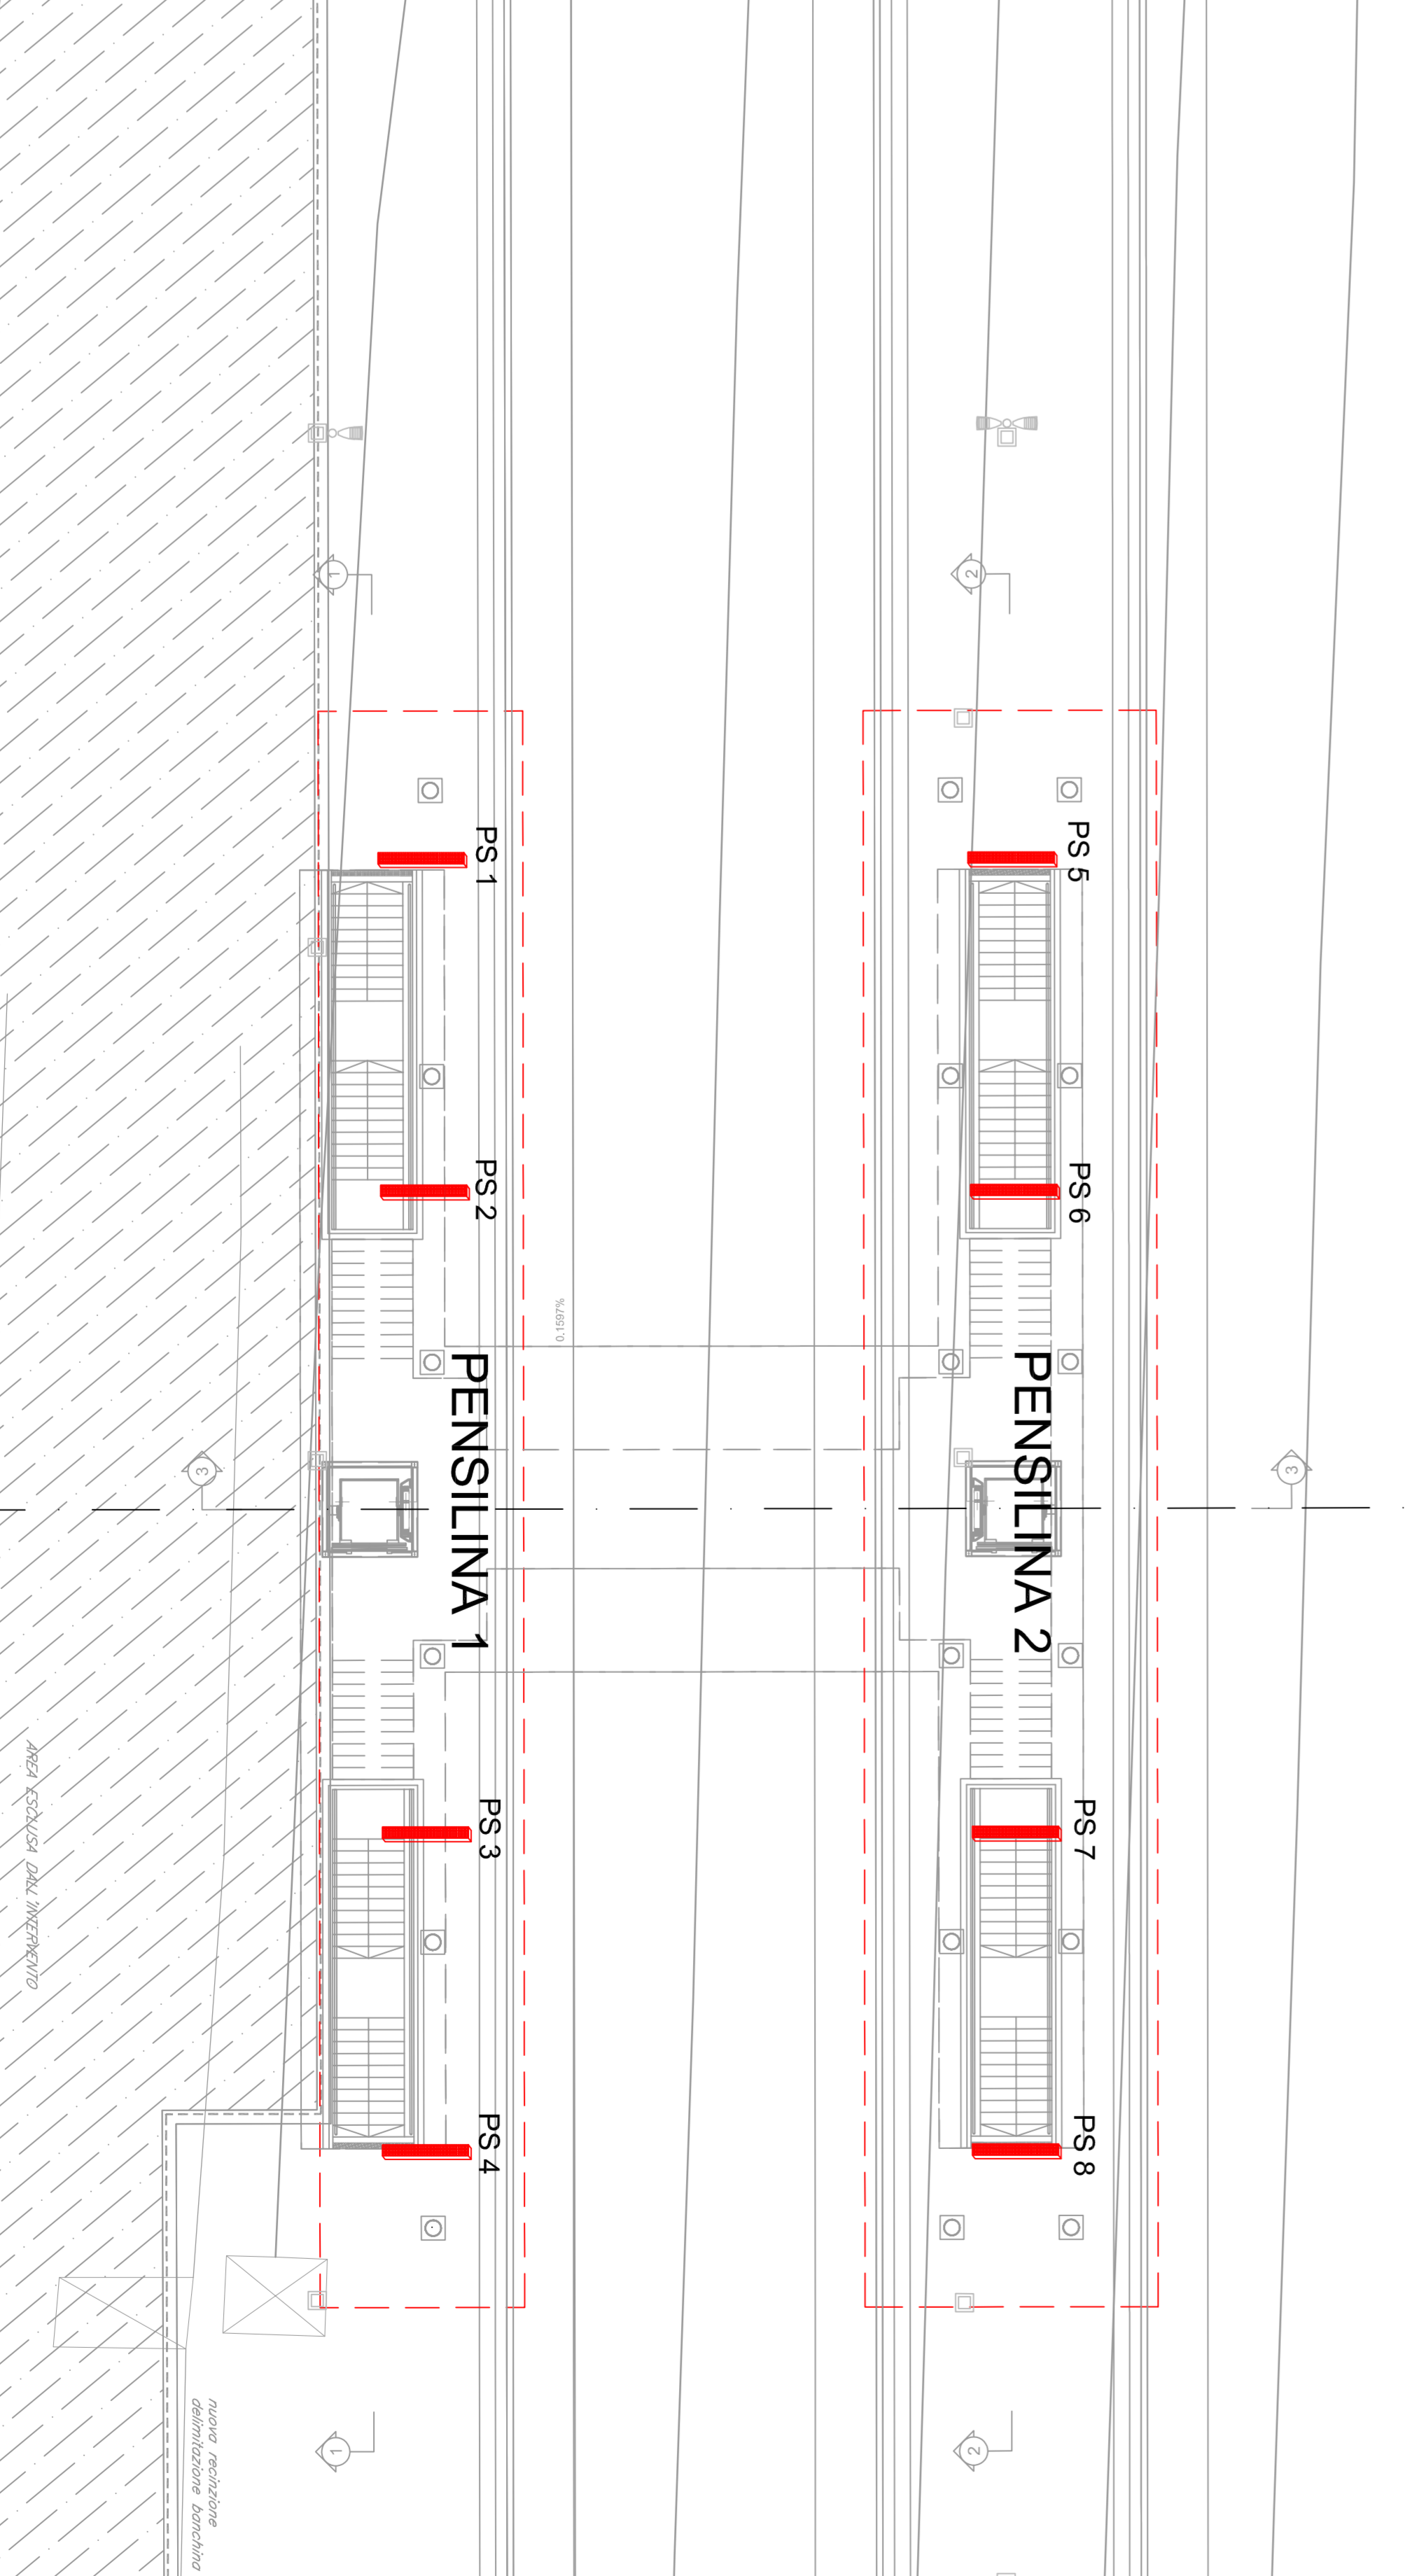 1
2
PS 1
PS 5
PS 2
PS 6
0.1597%
PENSILINA 1
PENSILINA 2
3
3
PS 3
PS 7
AREA ESCLUSA DALL'INTERVENTO
PS 4
PS 8
nuova recinzione
delimitazione banchina
1
2